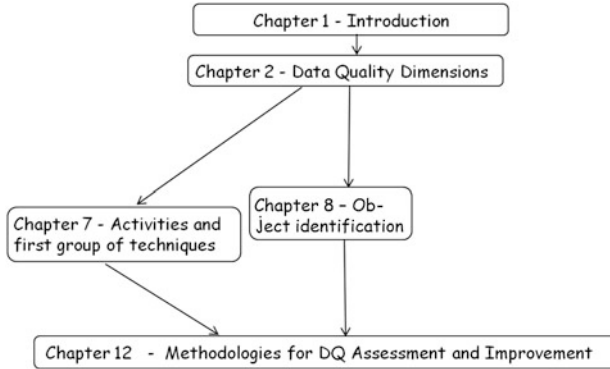 Chapter 1 - Introduction
Chapter 2 - Data Quality Dimensions
Chapter 7 - Activities and
first group of techniques
Chapter 8 – Ob-
ject identification
Chapter 12 - Methodologies for DQ Assessment and Improvement